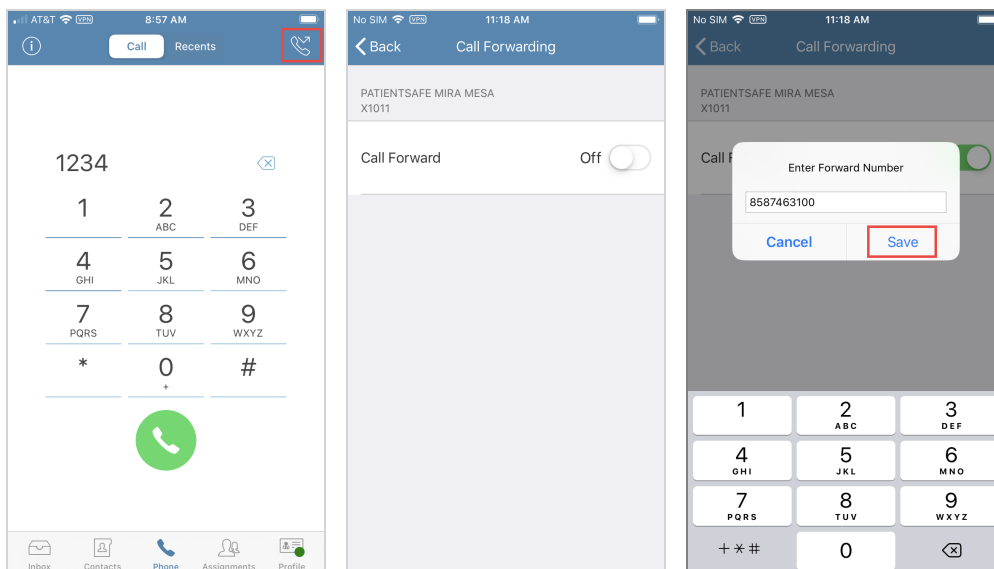 AT&T VPN 8:57 AM
Call Recents
1234
1 2 3
ABC DEF
4 5 6
GHI JKL MNO
7 8 9
PQRS TUV WXYZ
* 0 #
+
Inbox Contacts Phone Assignments Profile
No SIM VPN 11:18 AM
Back Call Forwarding
PATIENTSAFE MIRA MESA
X1011
Call Forward Off
No SIM VPN 11:18 AM
Back Call Forwarding
PATIENTSAFE MIRA MESA
X1011
Call F
Enter Forward Number
8587463100
Cancel Save
1 2 3
ABC DEF
4 5 6
GHI JKL MNO
7 8 9
PQRS TUV WXYZ
+*# 0